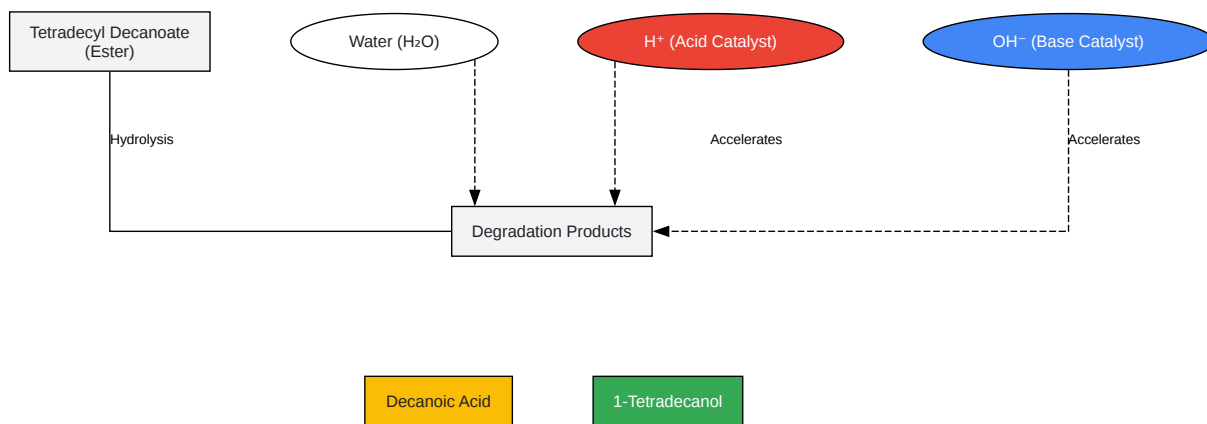 Tetradecyl Decanoate
(Ester)
Water (H₂O)
H⁺ (Acid Catalyst)
OH⁻ (Base Catalyst)
Hydrolysis
Accelerates
Accelerates
Degradation Products
Decanoic Acid
1-Tetradecanol